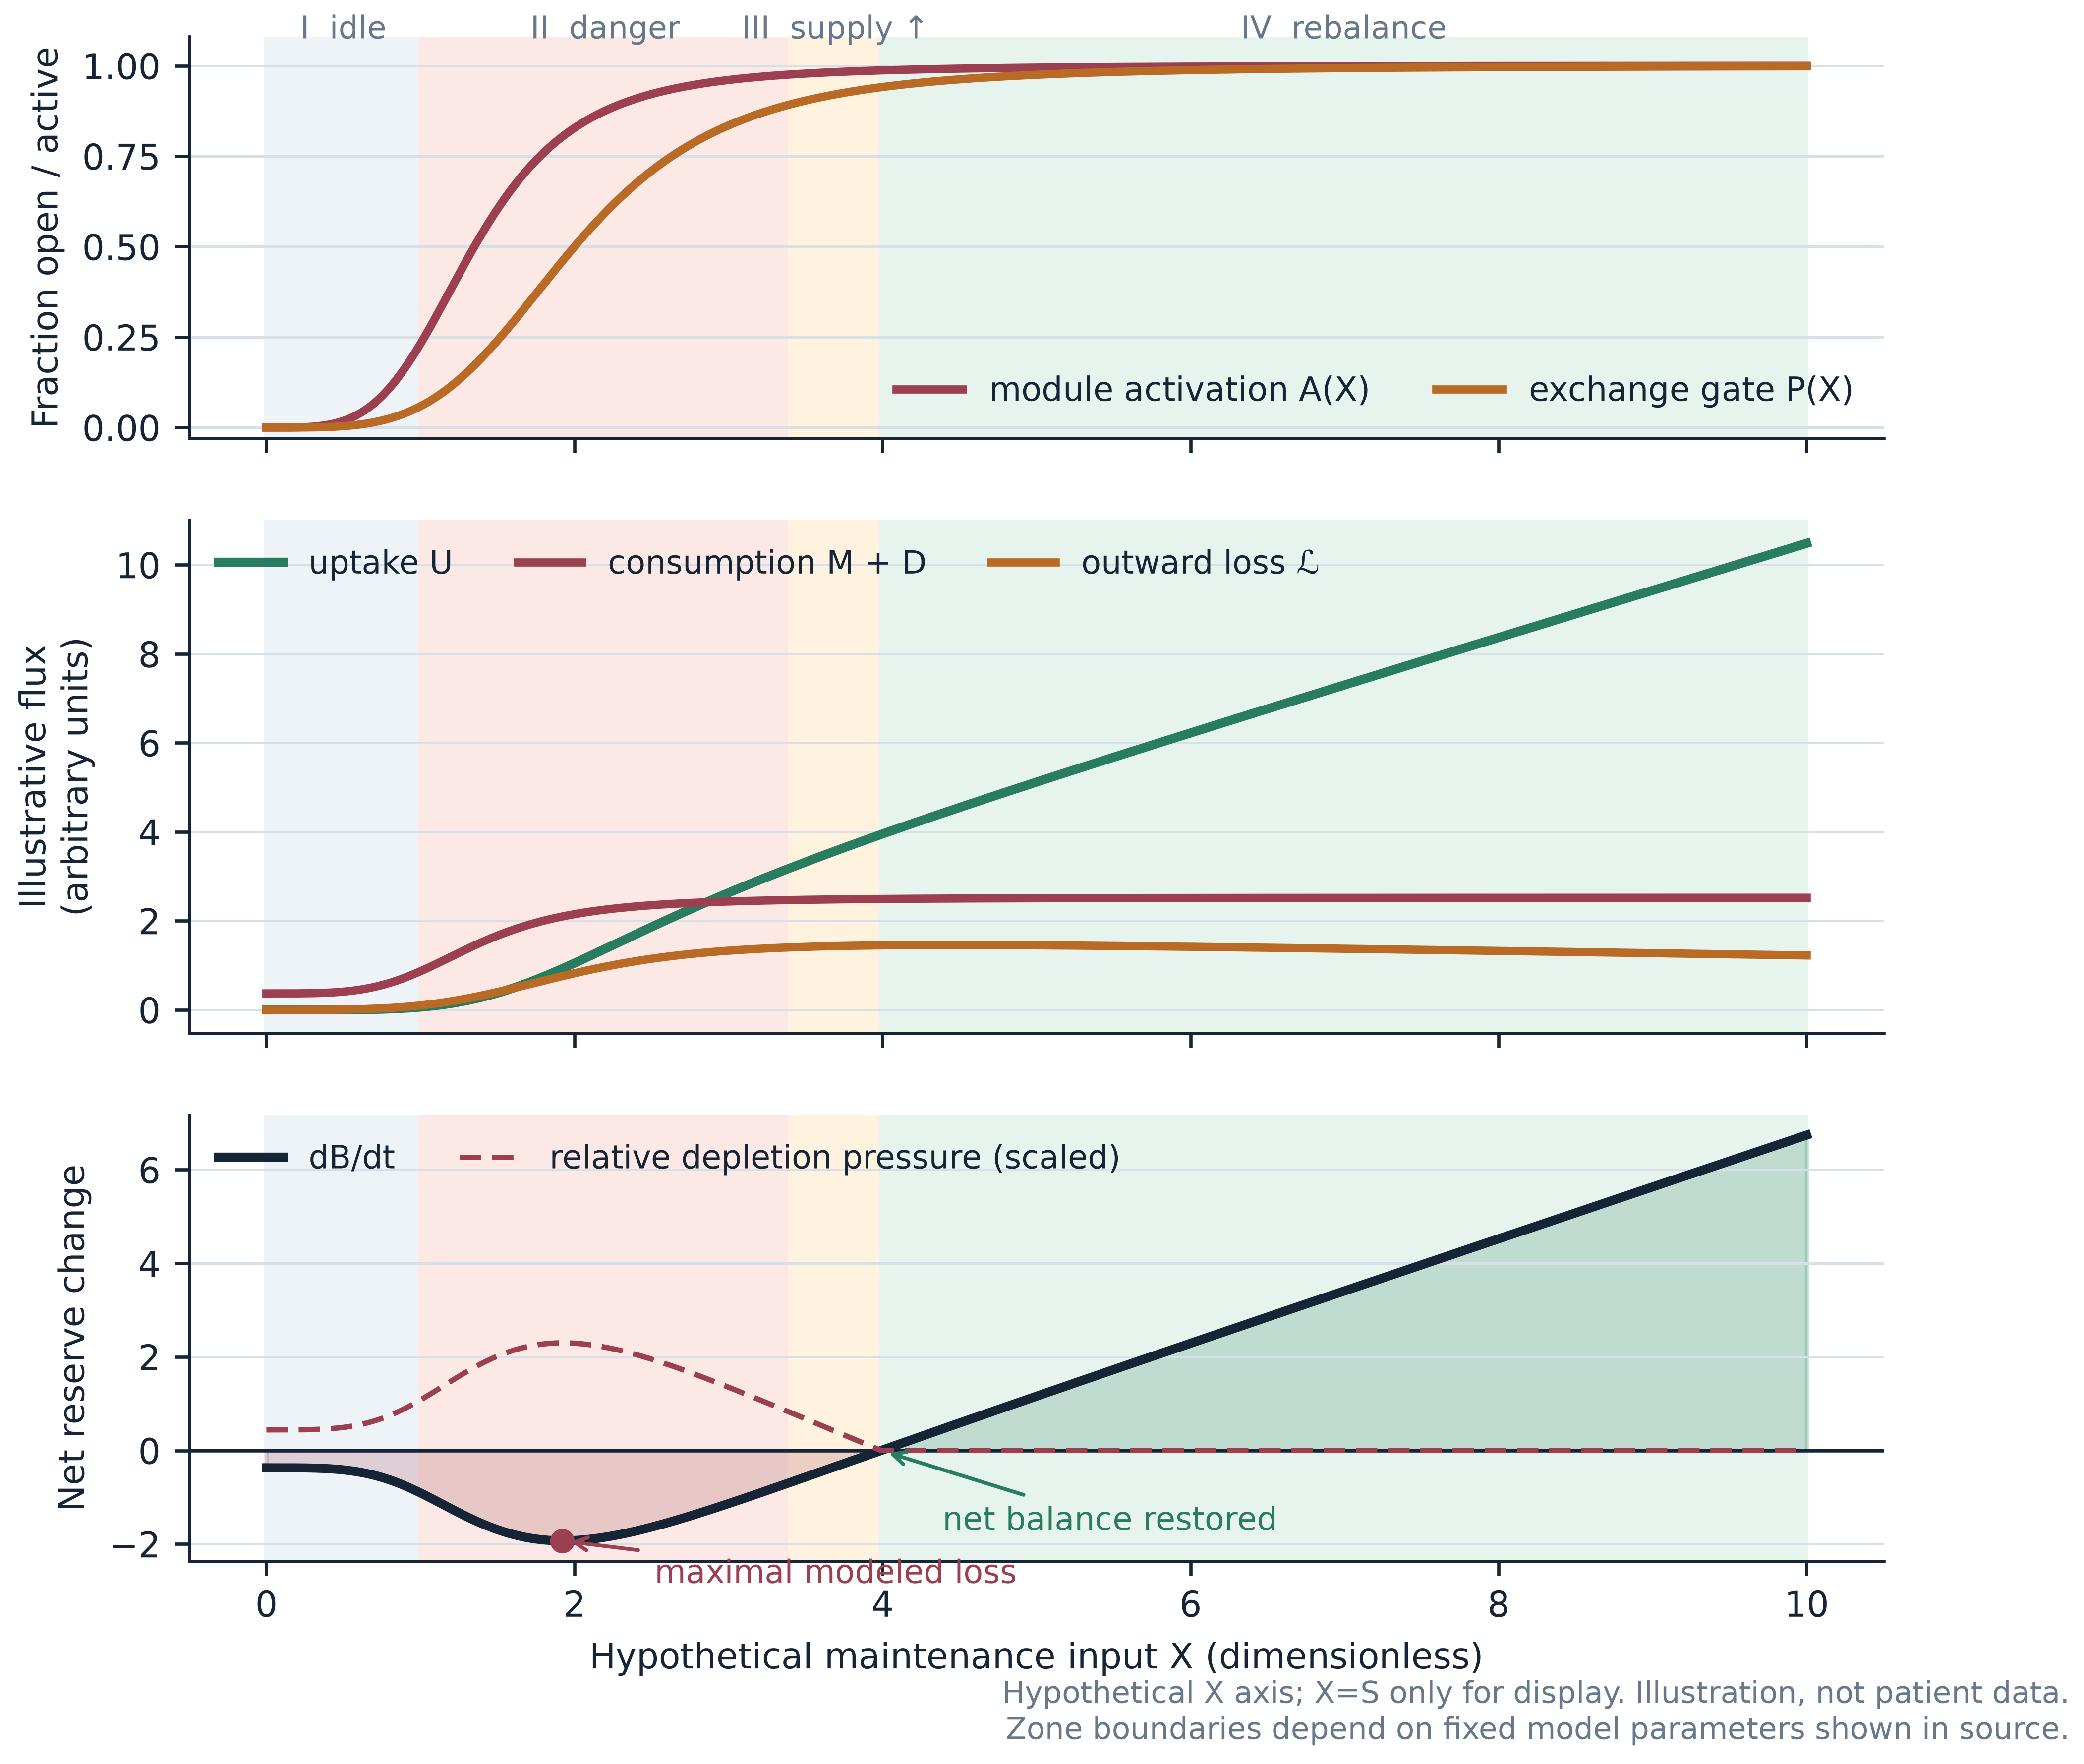 I  idle
II  danger
III  supply ↑
IV  rebalance
Fraction open / active
1.00
0.75
0.50
0.25
0.00
module activation A(X)
exchange gate P(X)
Illustrative flux
(arbitrary units)
10
8
6
4
2
0
uptake U
consumption M + D
outward loss ℒ
Net reserve change
6
4
2
0
−2
dB/dt
relative depletion pressure (scaled)
net balance restored
maximal modeled loss
0
2
4
6
8
10
Hypothetical maintenance input X (dimensionless)
Hypothetical X axis; X=S only for display. Illustration, not patient data.
Zone boundaries depend on fixed model parameters shown in source.